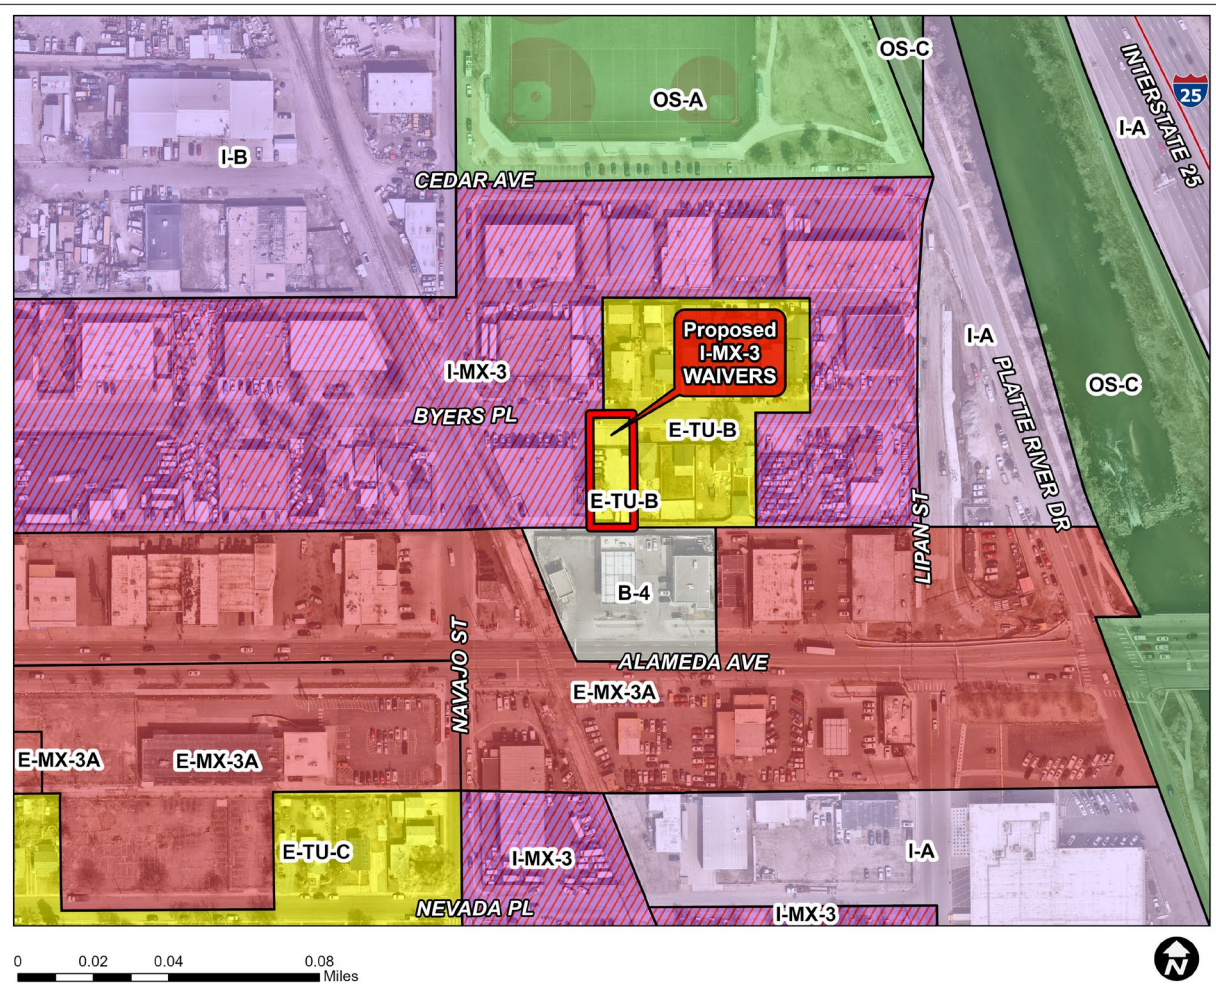 OS-C
INTERSTATE 25
25
OS-A
I-A
I-B
CEDAR AVE
Proposed
I-MX-3
WAIVERS
I-A
I-MX-3
PLATTE RIVER DR
OS-C
BYERS PL
E-TU-B
E-TU-B
LIPAN ST
B-4
NAVAJO ST
ALAMEDA AVE
E-MX-3A
E-MX-3A
E-MX-3A
E-TU-C
I-MX-3
I-A
NEVADA PL
I-MX-3
0 0.02 0.04 0.08
Miles
N